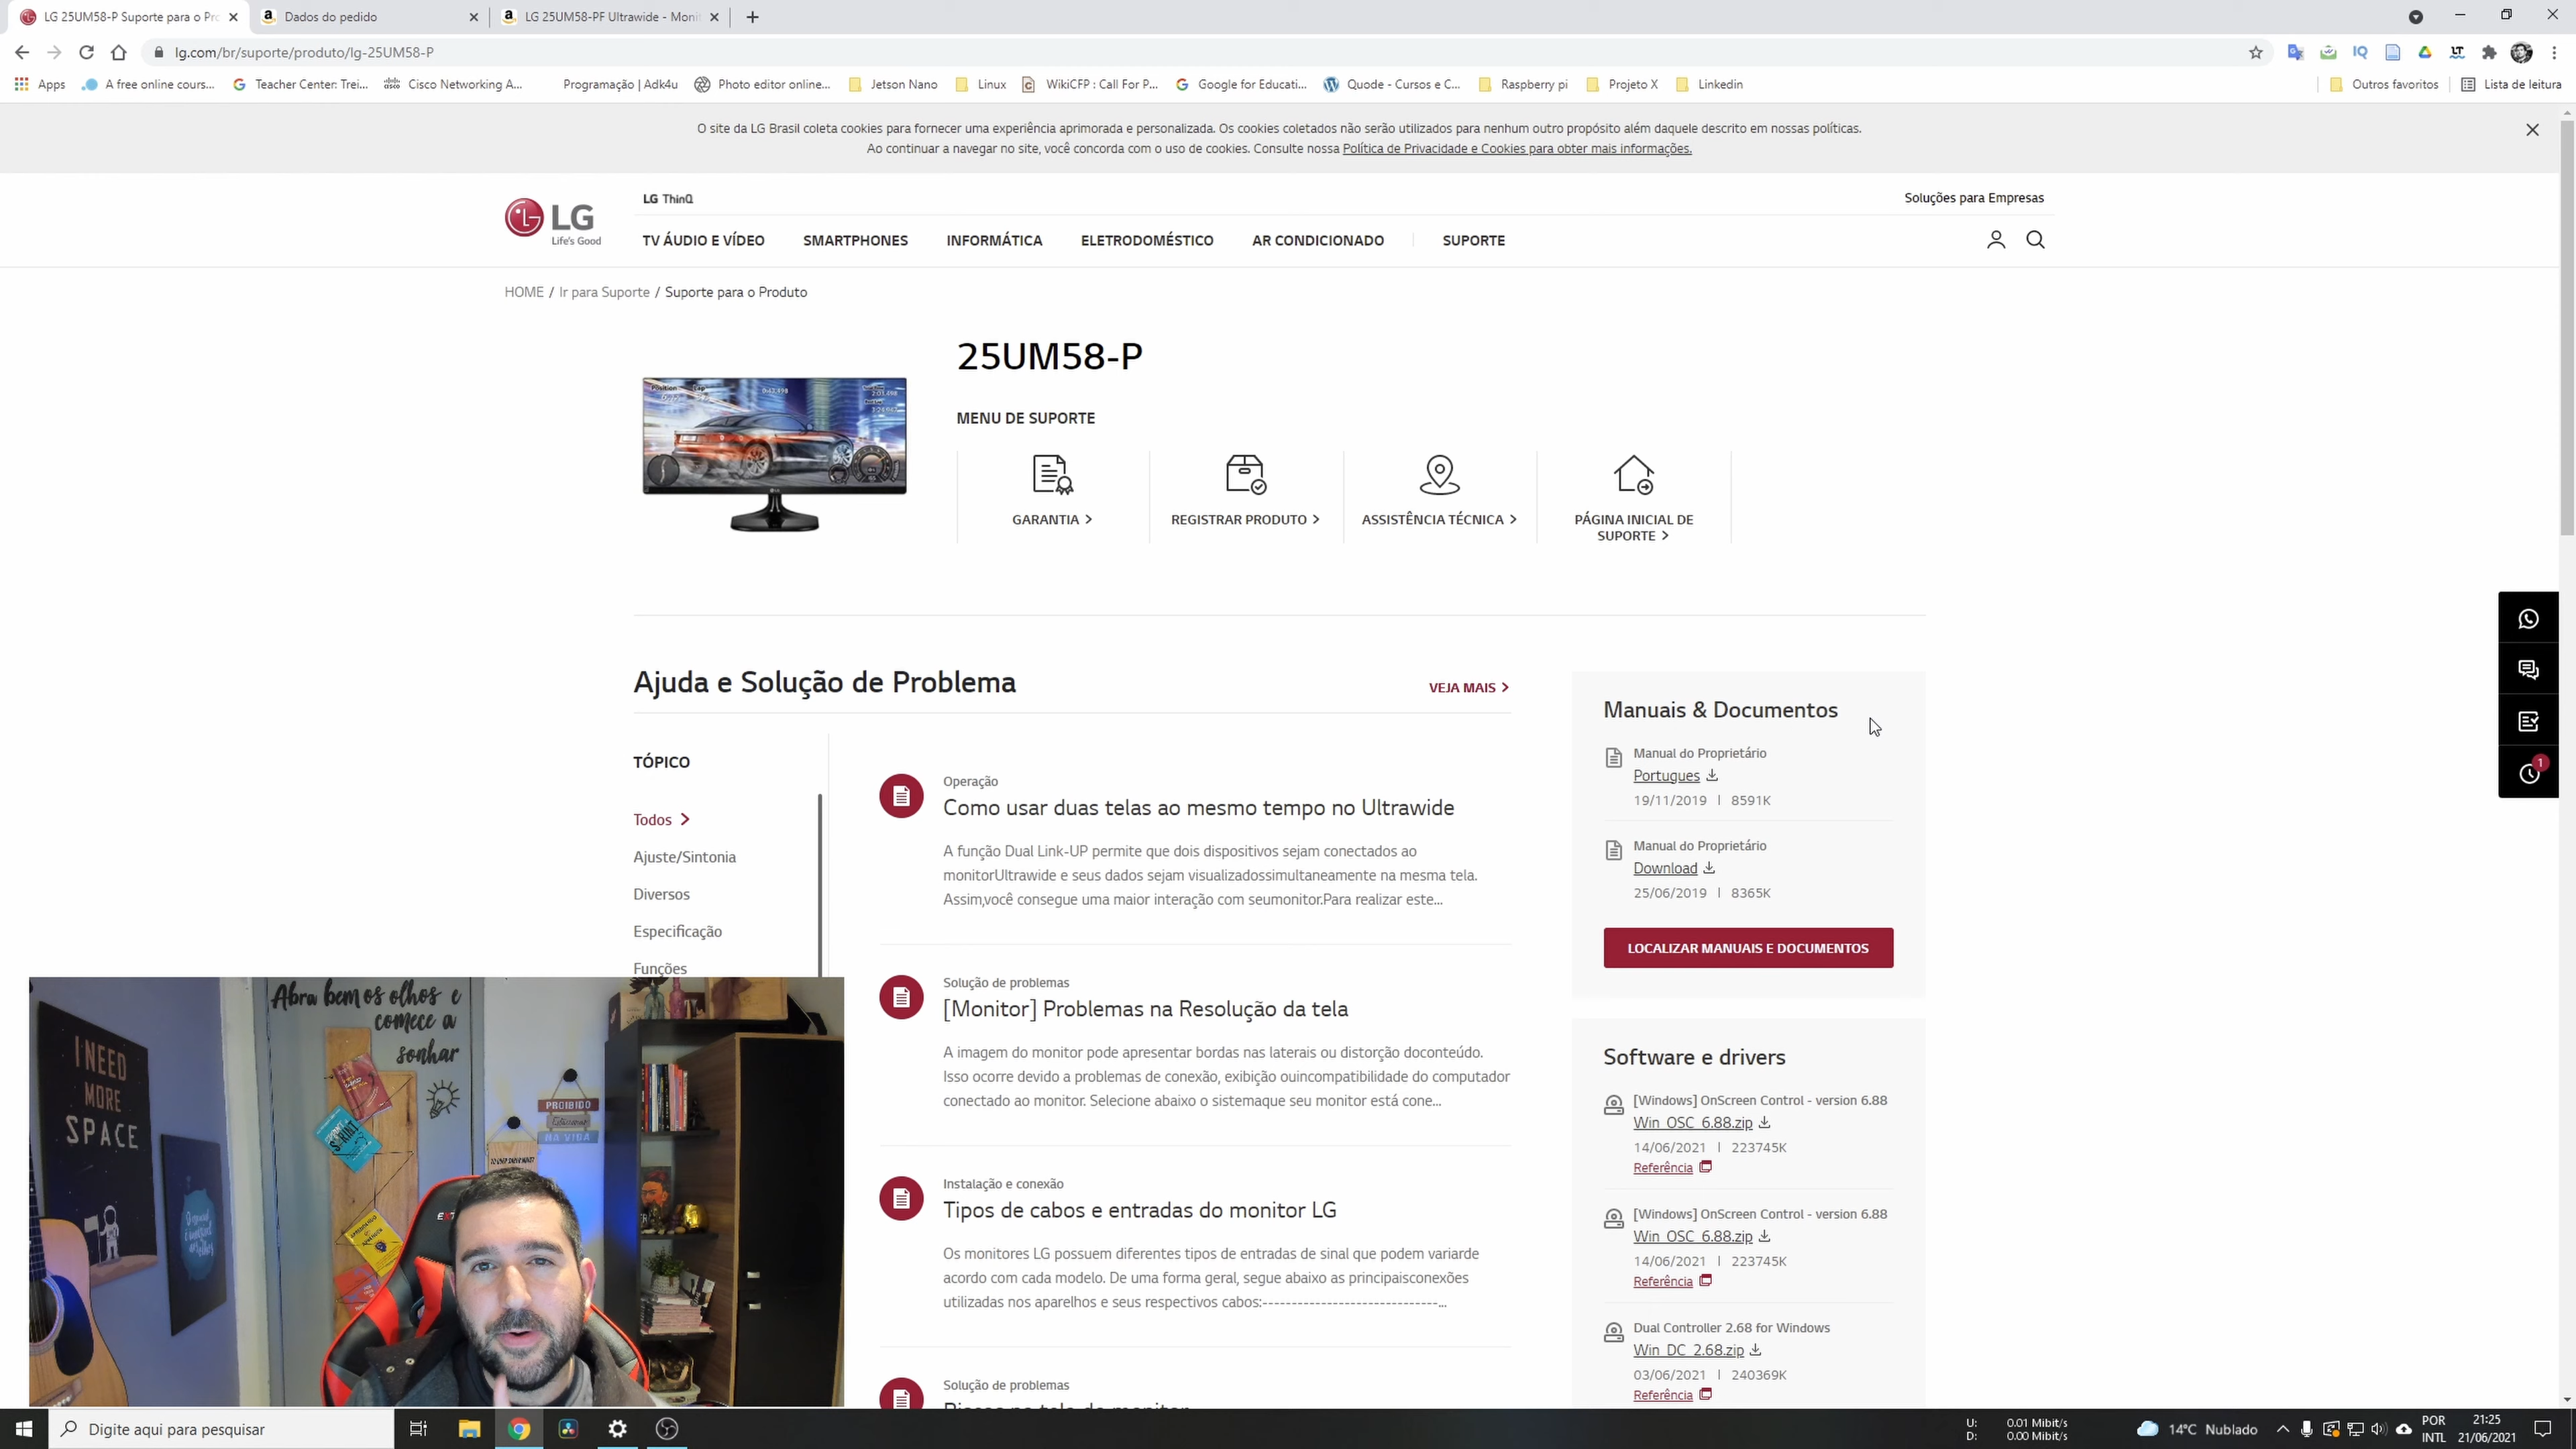 LG 25UM58-P Suporte para o Pro
Dados do pedido
LG 25UM58-PF Ultrawide - Moni
lg.com/br/suporte/produto/lg-25UM58-P
Apps
A free online cours...
Teacher Center: Trei...
Cisco Networking A...
Programação | Adk4u
Photo editor online...
Jetson Nano
Linux
WikiCFP : Call For P...
Google for Educati...
Quode - Cursos e C...
Raspberry pi
Projeto X
Linkedin
Outros favoritos
Lista de leitura
O site da LG Brasil coleta cookies para fornecer uma experiência aprimorada e personalizada. Os cookies coletados não serão utilizados para nenhum outro propósito além daquele descrito em nossas políticas.
Ao continuar a navegar no site, você concorda com o uso de cookies. Consulte nossa Política de Privacidade e Cookies para obter mais informações.
LG
Life's Good
LG ThinQ
Soluções para Empresas
TV ÁUDIO E VÍDEO
SMARTPHONES
INFORMÁTICA
ELETRODOMÉSTICO
AR CONDICIONADO
SUPORTE
HOME / Ir para Suporte / Suporte para o Produto
25UM58-P
MENU DE SUPORTE
GARANTIA >
REGISTRAR PRODUTO >
ASSISTÊNCIA TÉCNICA >
PÁGINA INICIAL DE
SUPORTE >
Ajuda e Solução de Problema
VEJA MAIS >
TÓPICO
Todos >
Ajuste/Sintonia
Diversos
Especificação
Funções
Operação
Como usar duas telas ao mesmo tempo no Ultrawide
A função Dual Link-UP permite que dois dispositivos sejam conectados ao
monitorUltrawide e seus dados sejam visualizadossimultaneamente na mesma tela.
Assim,você consegue uma maior interação com seumonitor.Para realizar este...
Solução de problemas
[Monitor] Problemas na Resolução da tela
A imagem do monitor pode apresentar bordas nas laterais ou distorção doconteúdo.
Isso ocorre devido a problemas de conexão, exibição ouincompatibilidade do computador
conectado ao monitor. Selecione abaixo o sistemaque seu monitor está cone...
Instalação e conexão
Tipos de cabos e entradas do monitor LG
Os monitores LG possuem diferentes tipos de entradas de sinal que podem variarde
acordo com cada modelo. De uma forma geral, segue abaixo as principaisconexões
utilizadas nos aparelhos e seus respectivos cabos:------------------------------...
Solução de problemas
Manuais & Documentos
Manual do Proprietário
Portugues
19/11/2019 | 8591K
Manual do Proprietário
Download
25/06/2019 | 8365K
LOCALIZAR MANUAIS E DOCUMENTOS
Software e drivers
[Windows] OnScreen Control - version 6.88
Win_OSC_6.88.zip
14/06/2021 | 223745K
Referência
[Windows] OnScreen Control - version 6.88
Win_OSC_6.88.zip
14/06/2021 | 223745K
Referência
Dual Controller 2.68 for Windows
Win_DC_2.68.zip
03/06/2021 | 240369K
Referência
1
Abra bem os olhos e
comece a
sonhar
I NEED
MORE
SPACE
PROIBIDO
NA VIDA
Digite aqui para pesquisar
U: 0.01 Mibit/s
D: 0.00 Mibit/s
14°C Nublado
POR
INTL
21:25
21/06/2021